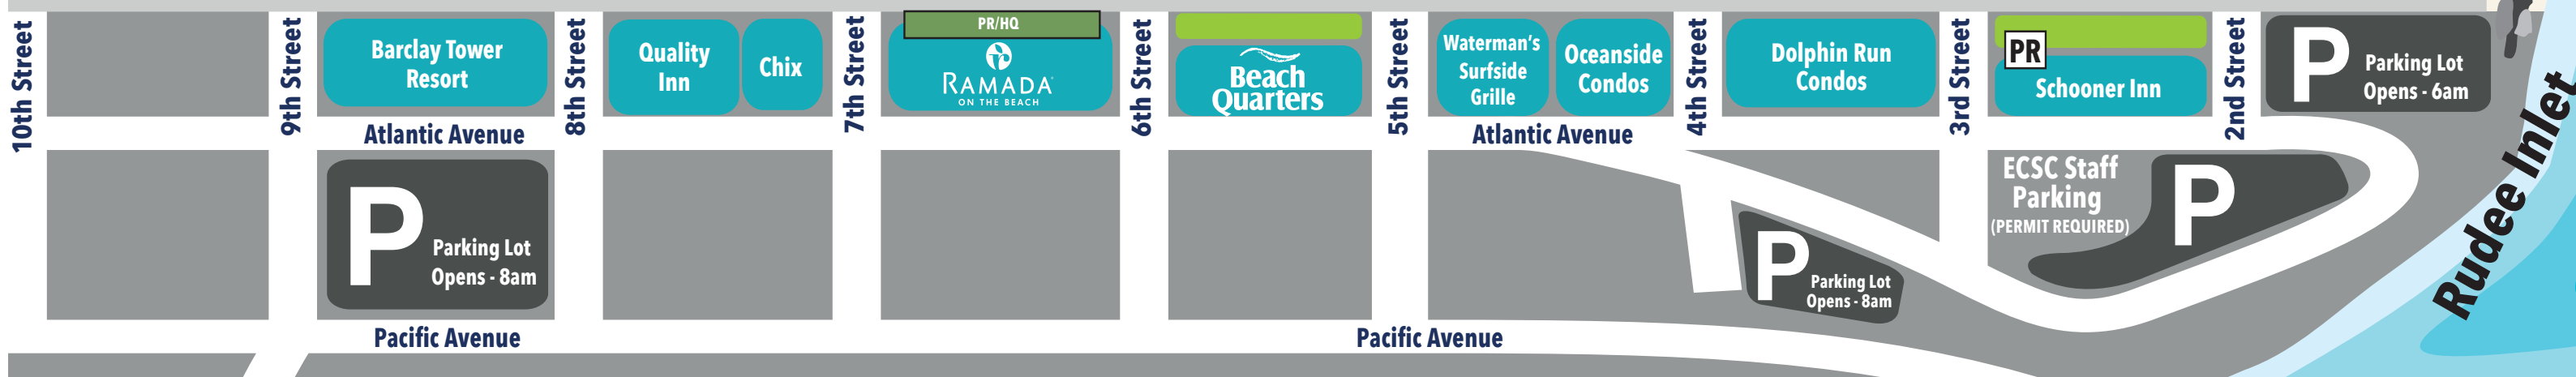 10th Street
9th Street
Barclay Tower
Resort
8th Street
Quality
Inn
Chix
7th Street
PR/HQ
RAMADA
ON THE BEACH
6th Street
Beach
Quarters
5th Street
Waterman's
Surfside
Grille
Oceanside
Condos
4th Street
Dolphin Run
Condos
3rd Street
PR
Schooner Inn
2nd Street
P
Parking Lot
Opens - 6am
Atlantic Avenue
Atlantic Avenue
P
Parking Lot
Opens - 8am
P
Parking Lot
Opens - 8am
ECSC Staff
Parking
(PERMIT REQUIRED)
P
Rudee Inlet
Pacific Avenue
Pacific Avenue